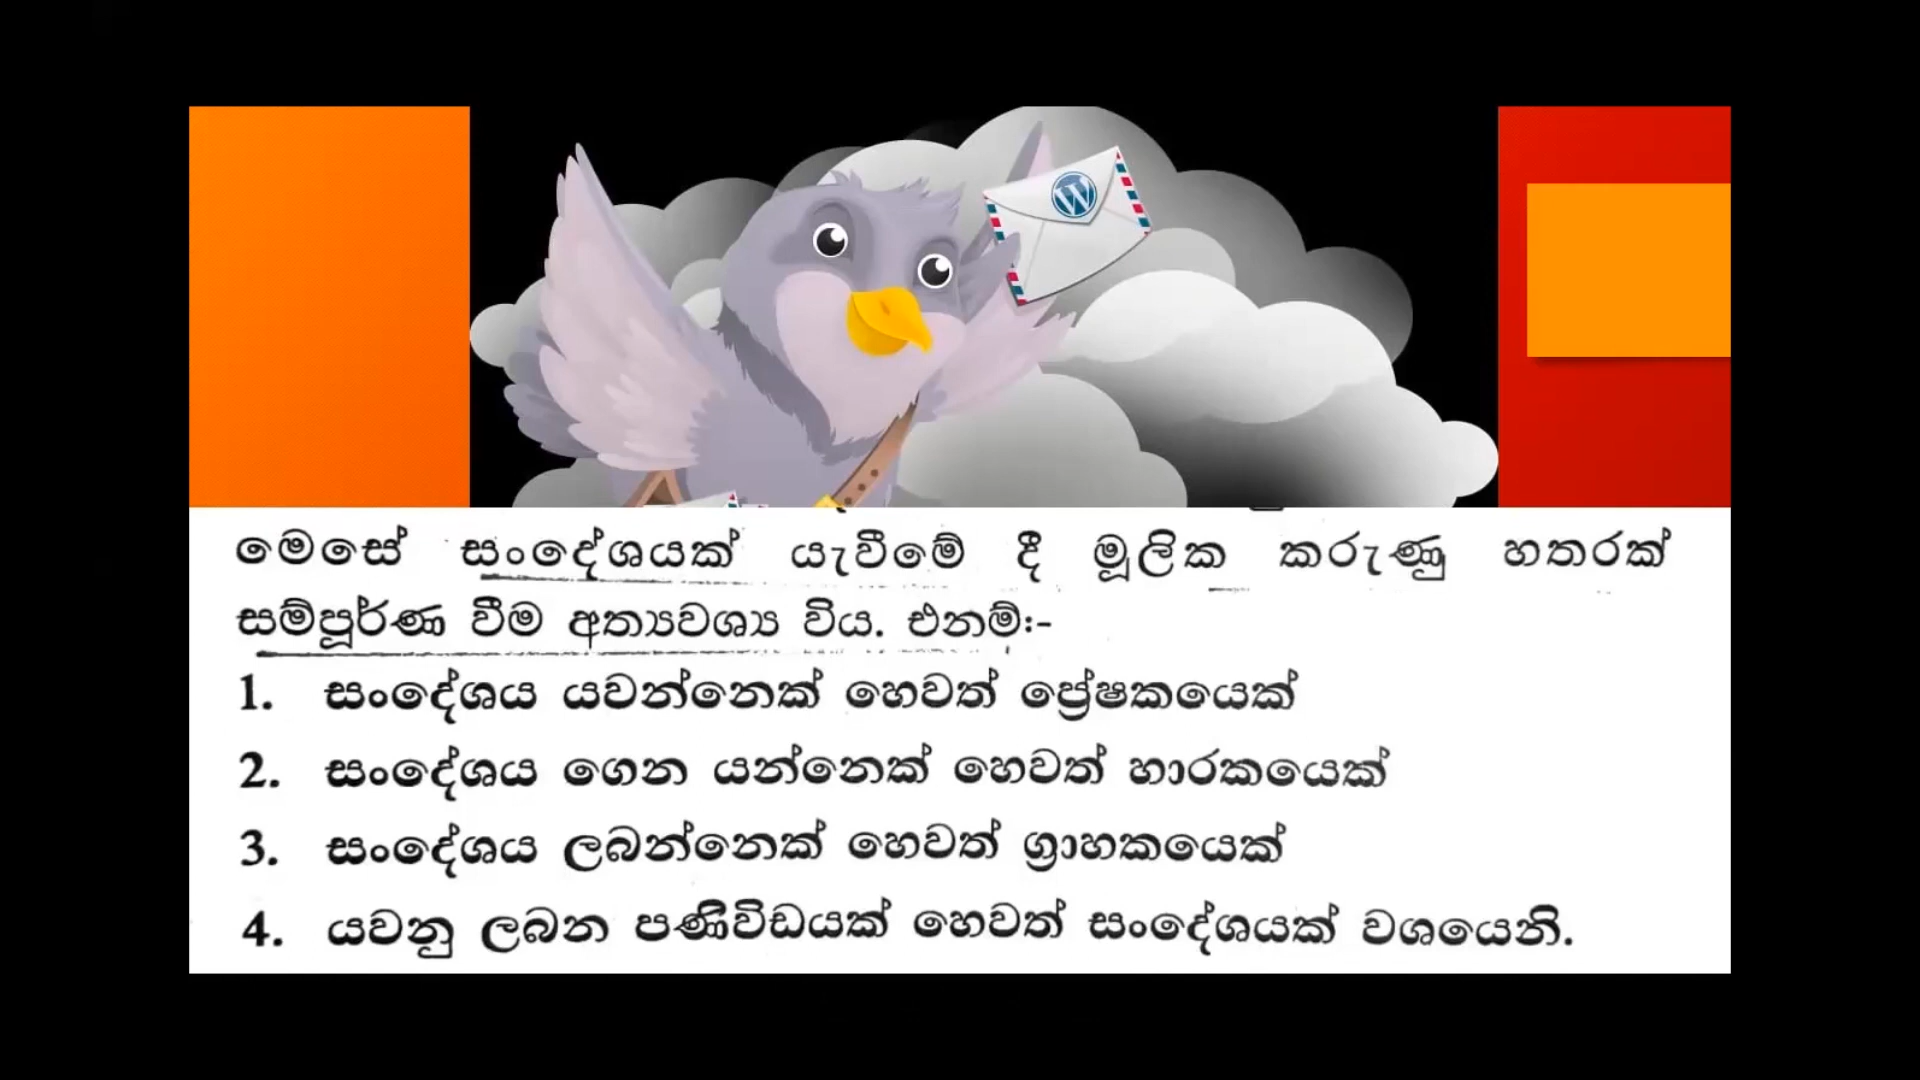 මෙසේ සංදේශයක් යැවීමේ දී මූලික කරුණු හතරක්
සම්පූර්ණ වීම අත්‍යවශ්‍ය විය. එනම්:-
1. සංදේශය යවන්නෙක් හෙවත් ප්‍රේෂකයෙක්
2. සංදේශය ගෙන යන්නෙක් හෙවත් හාරකයෙක්
3. සංදේශය ලබන්නෙක් හෙවත් ග්‍රාහකයෙක්
4. යවනු ලබන පණිවිඩයක් හෙවත් සංදේශයක් වශයෙනි.